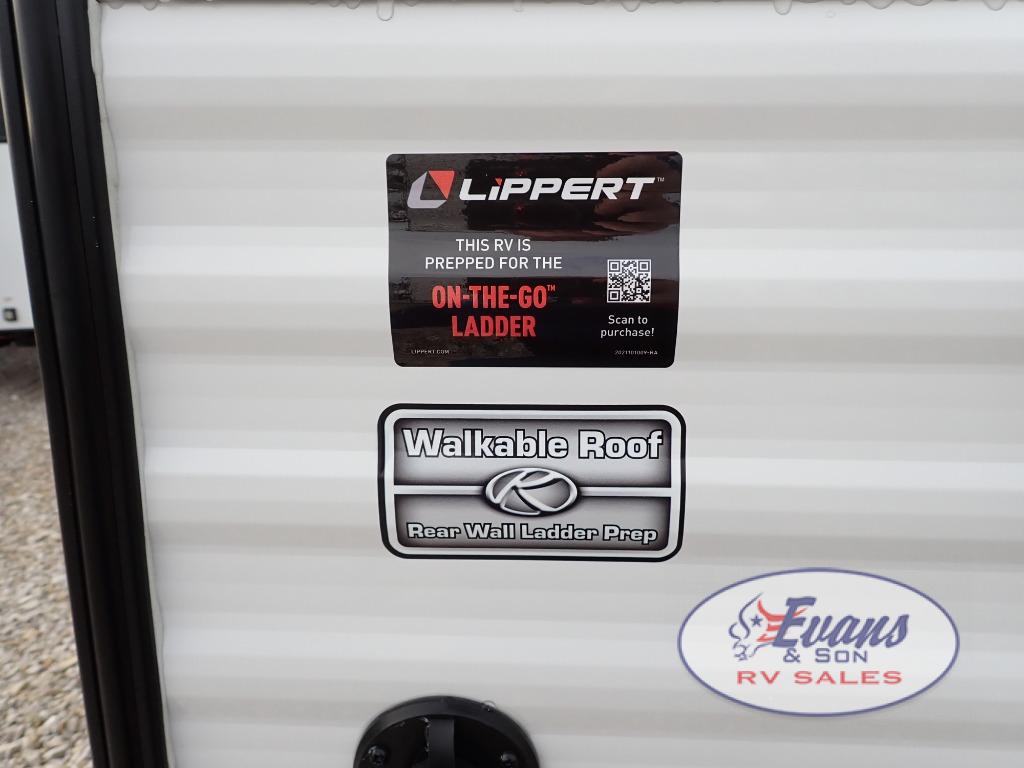 LiPPERT™
THIS RV IS
PREPPED FOR THE
ON-THE-GO™
LADDER
Scan to
purchase!
LIPPERT.COM
Walkable Roof
Rear Wall Ladder Prep
Evans
& SON
RV SALES